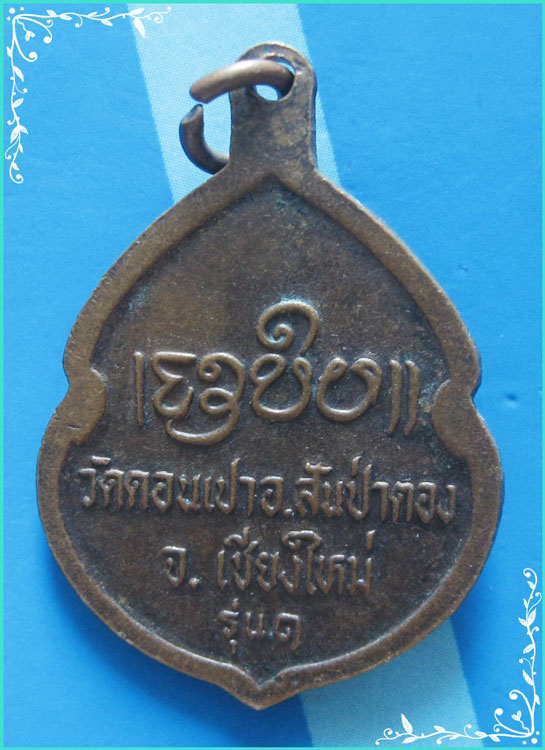 วัดดอนเปา อ.สันป่าตอง
จ. เชียงใหม่
รุ่น ๑